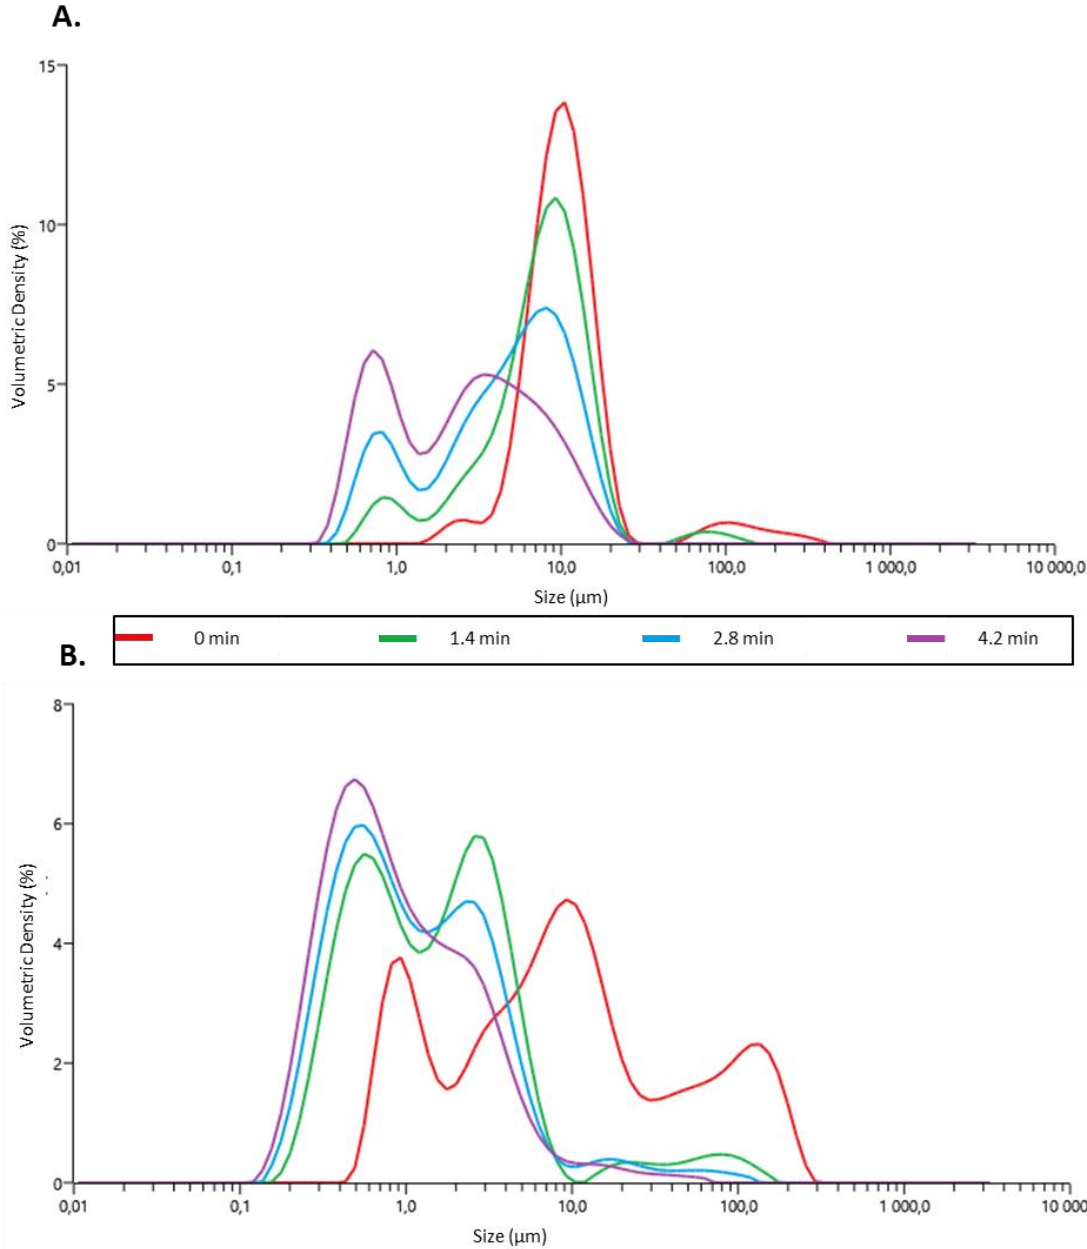 A.
15
10
5
0
Volumetric Density (%)
0,01 0,1 1,0 10,0 100,0 1 000,0 10 000,0
Size (µm)
0 min 1.4 min 2.8 min 4.2 min
B.
8
6
4
2
0
Volumetric Density (%)
0,01 0,1 1,0 10,0 100,0 1 000,0 10 000
Size (µm)